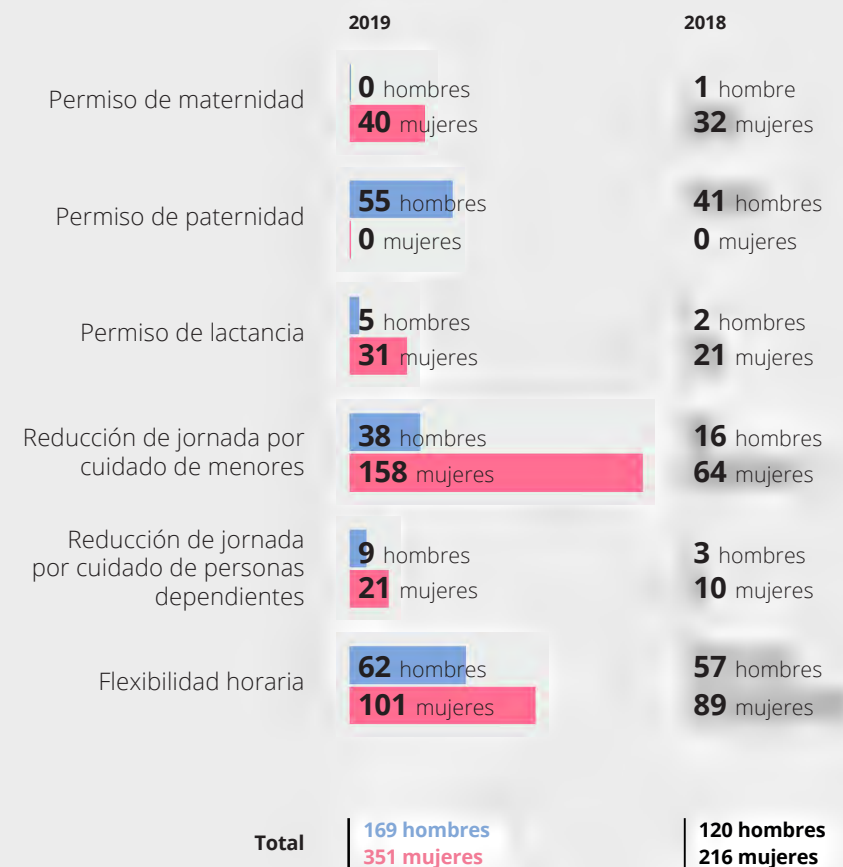 2019 2018
Permiso de maternidad
0 hombres
40 mujeres
1 hombre
32 mujeres
Permiso de paternidad
55 hombres
0 mujeres
41 hombres
0 mujeres
Permiso de lactancia
5 hombres
31 mujeres
2 hombres
21 mujeres
Reducción de jornada por
cuidado de menores
38 hombres
158 mujeres
16 hombres
64 mujeres
Reducción de jornada
por cuidado de personas
dependientes
9 hombres
21 mujeres
3 hombres
10 mujeres
Flexibilidad horaria
62 hombres
101 mujeres
57 hombres
89 mujeres
Total
169 hombres
351 mujeres
120 hombres
216 mujeres